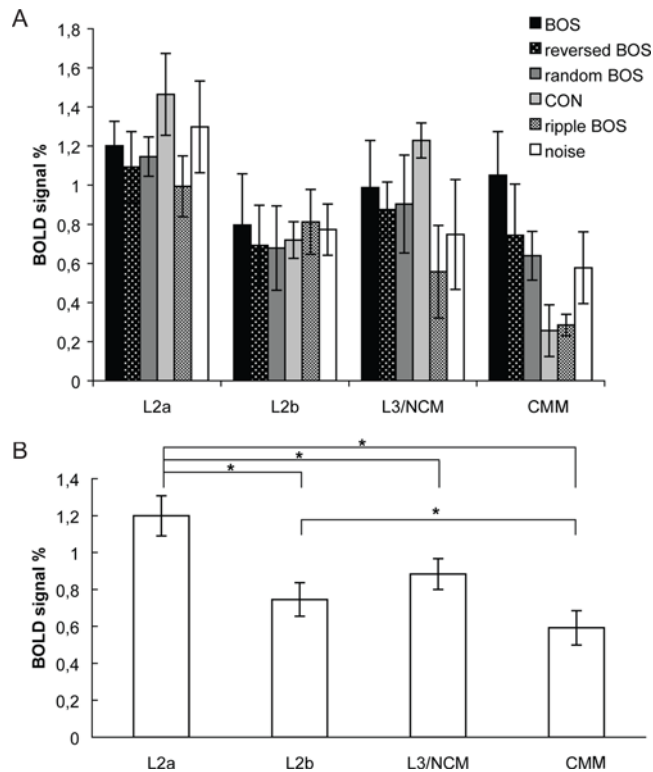 A
BOLD signal %
1,8
1,6
1,4
1,2
1
0,8
0,6
0,4
0,2
0
BOS
reversed BOS
random BOS
CON
ripple BOS
noise
L2a L2b L3/NCM CMM
B
BOLD signal %
1,4
1,2
1
0,8
0,6
0,4
0,2
0
*
*
*
*
L2a L2b L3/NCM CMM